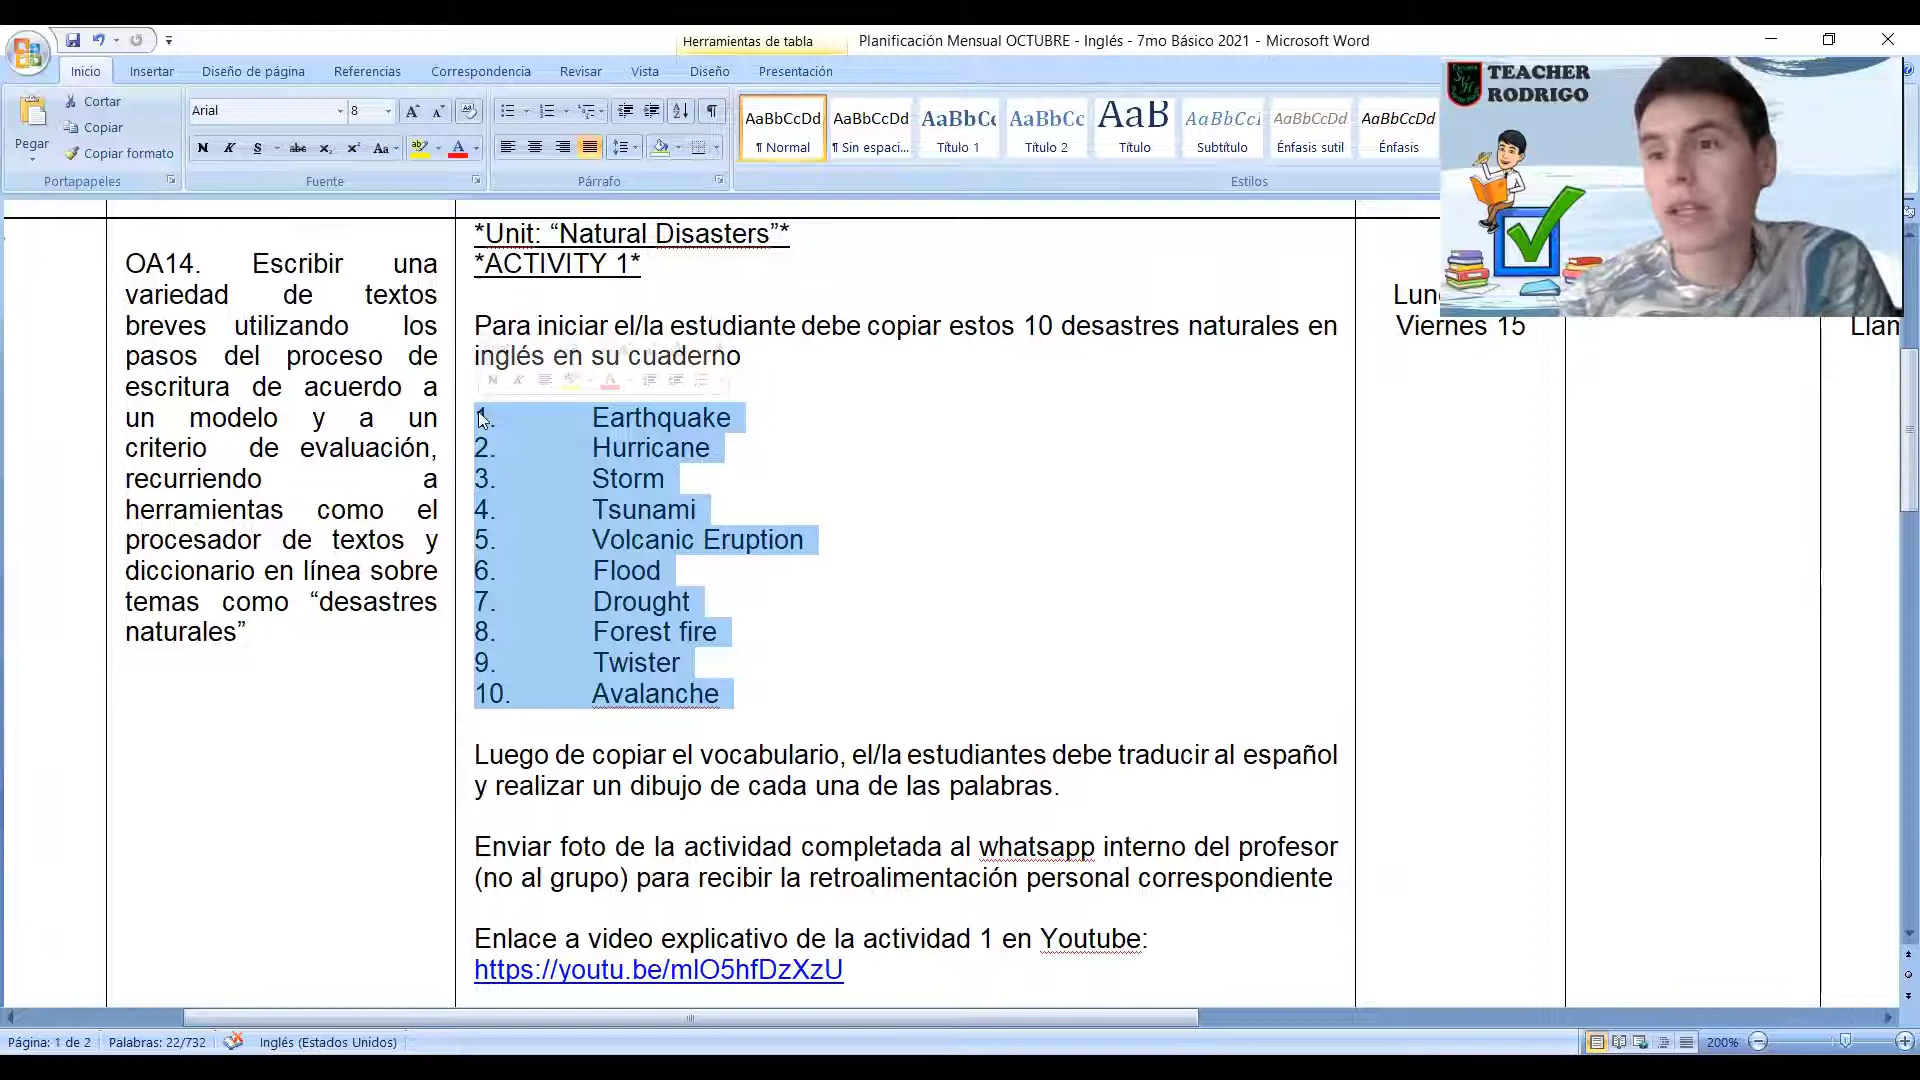 Herramientas de tabla
Planificación Mensual OCTUBRE - Inglés - 7mo Básico 2021 - Microsoft Word
Inicio Insertar Diseño de página Referencias Correspondencia Revisar Vista Diseño Presentación
Pegar
Cortar
Copiar
Copiar formato
Portapapeles
Arial 8
Fuente
Párrafo
AaBbCcDd AaBbCcDd AaBbCc AaBbCc AaB AaBbCcI AaBbCcDd AaBbCcDd
¶ Normal ¶ Sin espaci... Título 1 Título 2 Título Subtítulo Énfasis sutil Énfasis
Estilos
TEACHER
RODRIGO
OA14. Escribir una
variedad de textos
breves utilizando los
pasos del proceso de
escritura de acuerdo a
un modelo y a un
criterio de evaluación,
recurriendo a
herramientas como el
procesador de textos y
diccionario en línea sobre
temas como “desastres
naturales”
*Unit: “Natural Disasters”*
*ACTIVITY 1*
Para iniciar el/la estudiante debe copiar estos 10 desastres naturales en
inglés en su cuaderno
1. Earthquake
2. Hurricane
3. Storm
4. Tsunami
5. Volcanic Eruption
6. Flood
7. Drought
8. Forest fire
9. Twister
10. Avalanche
Luego de copiar el vocabulario, el/la estudiantes debe traducir al español
y realizar un dibujo de cada una de las palabras.
Enviar foto de la actividad completada al whatsapp interno del profesor
(no al grupo) para recibir la retroalimentación personal correspondiente
Enlace a video explicativo de la actividad 1 en Youtube:
Lun
Viernes 15
Llam
Página: 1 de 2 Palabras: 22/732 Inglés (Estados Unidos) 200%